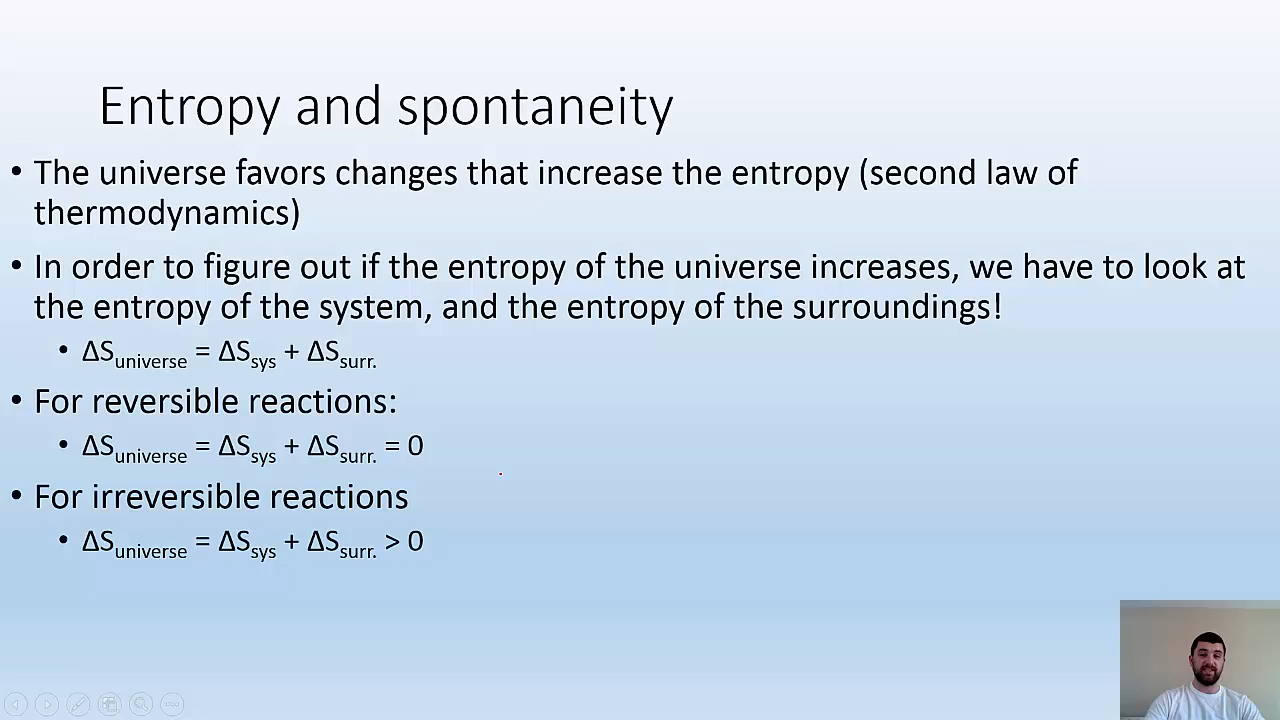 Entropy and spontaneity
• The universe favors changes that increase the entropy (second law of
thermodynamics)
• In order to figure out if the entropy of the universe increases, we have to look at
the entropy of the system, and the entropy of the surroundings!
• ΔSuniverse = ΔSsys + ΔSsurr.
• For reversible reactions:
• ΔSuniverse = ΔSsys + ΔSsurr. = 0
• For irreversible reactions
• ΔSuniverse = ΔSsys + ΔSsurr. > 0